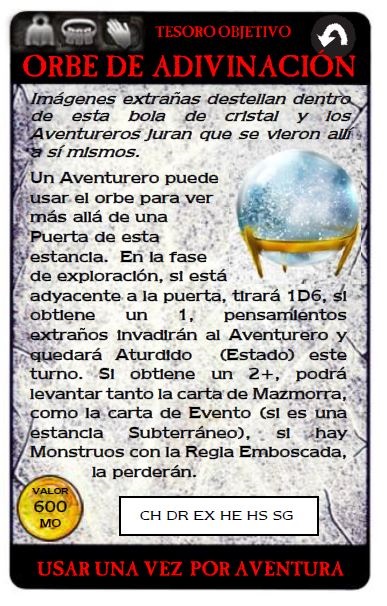 TESORO OBJETIVO
ORBE DE ADIVINACIÓN
Imágenes extrañas destellan dentro
de esta bola de cristal y los
Aventureros juran que se vieron allí
a sí mismos.
Un Aventurero puede
usar el orbe para ver
más allá de una
Puerta de esta
estancia. En la fase
de exploración, si está
adyacente a la puerta, tirará 1D6, si
obtiene un 1, pensamientos
extraños invadirán al Aventurero y
quedará Aturdido (Estado) este
turno. Si obtiene un 2+, podrá
levantar tanto la carta de Mazmorra,
como la carta de Evento (si es una
estancia Subterráneo), si hay
Monstruos con la Regla Emboscada,
la perderán.
VALOR
600
MO
CH DR EX HE HS SG
USAR UNA VEZ POR AVENTURA